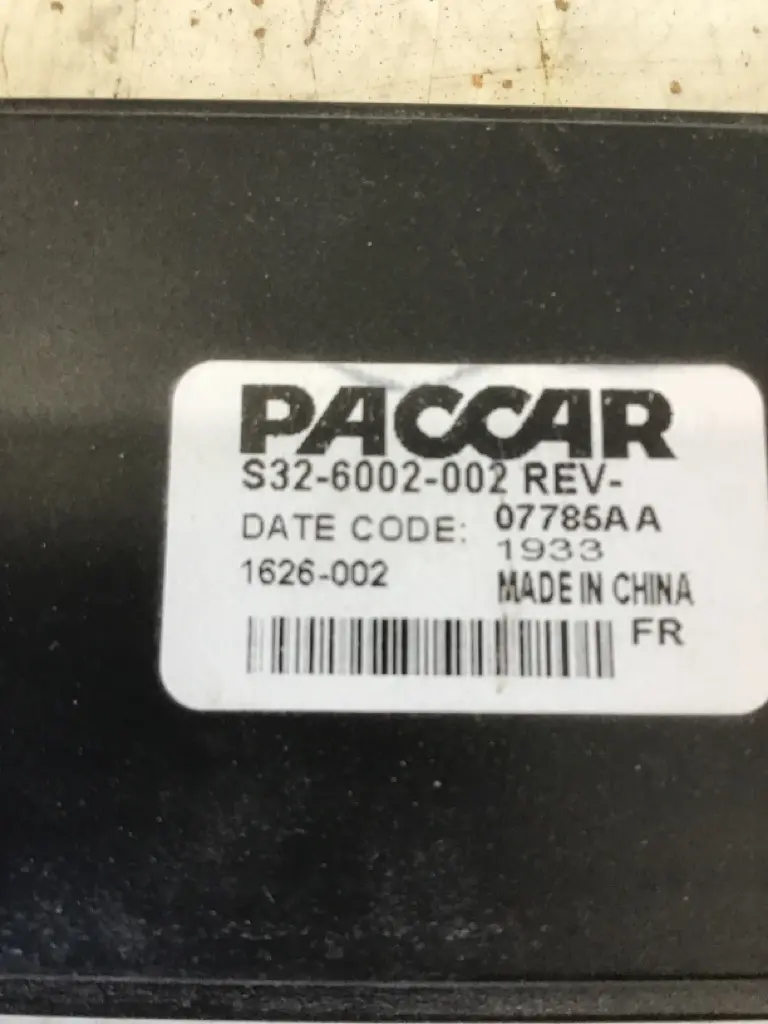 PACCAR
S32-6002-002 REV-
DATE CODE: 07785AA
1933
1626-002 MADE IN CHINA
FR